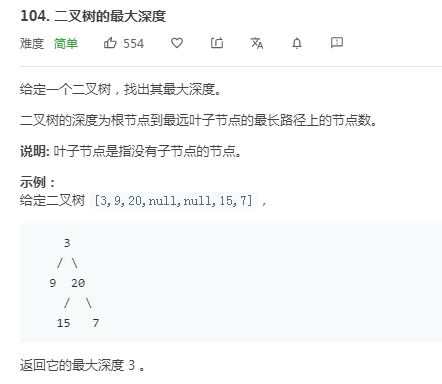 104. 二叉树的最大深度
难度 简单 554
给定一个二叉树，找出其最大深度。
二叉树的深度为根节点到最远叶子节点的最长路径上的节点数。
说明: 叶子节点是指没有子节点的节点。
示例：
给定二叉树 [3,9,20,null,null,15,7]，
3
/ \
9 20
/ \
15 7
返回它的最大深度 3 。